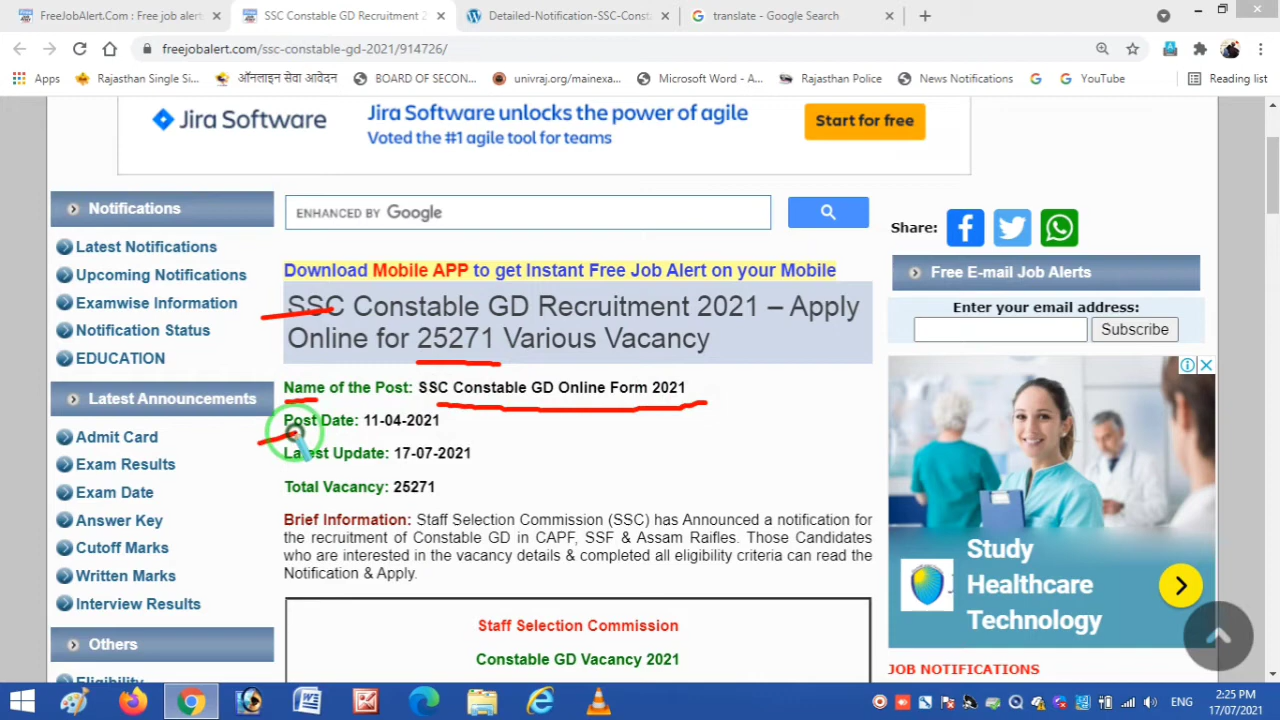 FreeJobAlert.Com : Free job alert
SSC Constable GD Recruitment 2
Detailed-Notification-SSC-Const
translate - Google Search
freejobalert.com/ssc-constable-gd-2021/914726/
Apps
Rajasthan Single Si...
ऑनलाइन सेवा आवेदन
BOARD OF SECON...
univraj.org/mainexa...
Microsoft Word - A...
Rajasthan Police
News Notifications
YouTube
Reading list
Jira Software
Jira Software unlocks the power of agile
Voted the #1 agile tool for teams
Start for free
Notifications
Latest Notifications
Upcoming Notifications
Examwise Information
Notification Status
EDUCATION
Latest Announcements
Admit Card
Exam Results
Exam Date
Answer Key
Cutoff Marks
Written Marks
Interview Results
Others
Eligibility
ENHANCED BY Google
Download Mobile APP to get Instant Free Job Alert on your Mobile
SSC Constable GD Recruitment 2021 – Apply
Online for 25271 Various Vacancy
Name of the Post: SSC Constable GD Online Form 2021
Post Date: 11-04-2021
Latest Update: 17-07-2021
Total Vacancy: 25271
Brief Information: Staff Selection Commission (SSC) has Announced a notification for
the recruitment of Constable GD in CAPF, SSF & Assam Raifles. Those Candidates
who are interested in the vacancy details & completed all eligibility criteria can read the
Notification & Apply.
Staff Selection Commission
Constable GD Vacancy 2021
Share:
Free E-mail Job Alerts
Enter your email address:
Subscribe
Study
Healthcare
Technology
JOB NOTIFICATIONS
ENG
2:25 PM
17/07/2021